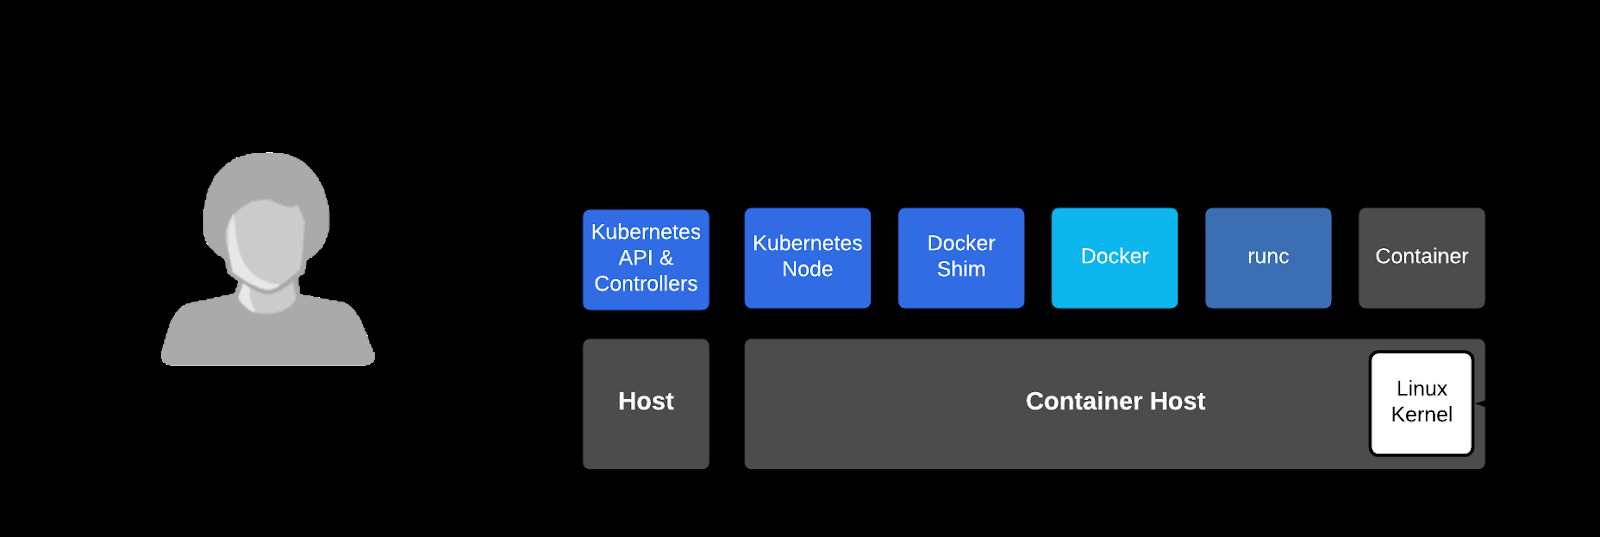 Kubernetes
API &
Controllers
Kubernetes
Node
Docker
Shim
Docker
runc
Container
Host
Container Host
Linux
Kernel